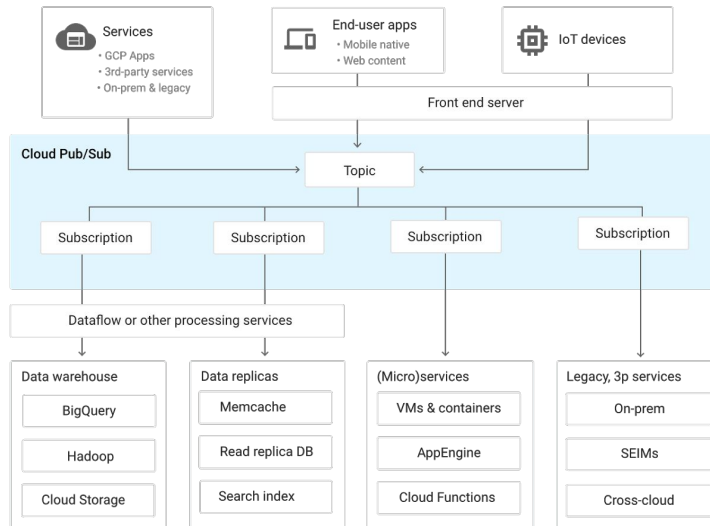 Services
• GCP Apps
• 3rd-party services
• On-prem & legacy
End-user apps
• Mobile native
• Web content
IoT devices
Front end server
Cloud Pub/Sub
Topic
Subscription
Subscription
Subscription
Subscription
Dataflow or other processing services
Data warehouse
BigQuery
Hadoop
Cloud Storage
Data replicas
Memcache
Read replica DB
Search index
(Micro)services
VMs & containers
AppEngine
Cloud Functions
Legacy, 3p services
On-prem
SEIMs
Cross-cloud